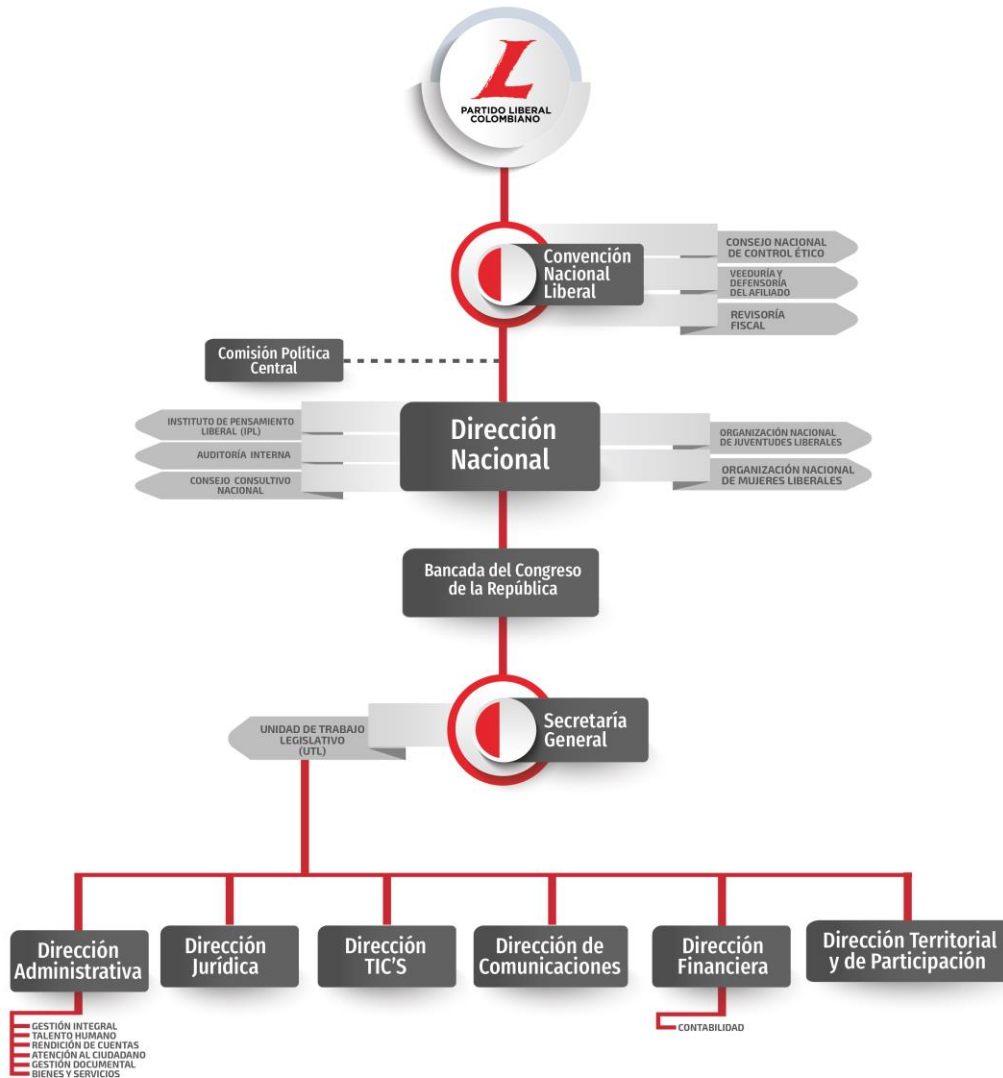 L
PARTIDO LIBERAL
COLOMBIANO
Convención
Nacional
Liberal
CONSEJO NACIONAL
DE CONTROL ÉTICO
VEEDURÍA Y
DEFENSORÍA
DEL AFILIADO
REVISORÍA
FISCAL
Comisión Política
Central
INSTITUTO DE PENSAMIENTO
LIBERAL (IPL)
AUDITORÍA INTERNA
CONSEJO CONSULTIVO
NACIONAL
Dirección
Nacional
ORGANIZACIÓN NACIONAL
DE JUVENTUDES LIBERALES
ORGANIZACIÓN NACIONAL
DE MUJERES LIBERALES
Bancada del Congreso
de la República
UNIDAD DE TRABAJO
LEGISLATIVO
(UTL)
Secretaría
General
Dirección
Administrativa
Dirección
Jurídica
Dirección
TIC'S
Dirección de
Comunicaciones
Dirección
Financiera
Dirección Territorial
y de Participación
GESTIÓN INTEGRAL
TALENTO HUMANO
RENDICIÓN DE CUENTAS
ATENCIÓN AL CIUDADANO
GESTIÓN DOCUMENTAL
BIENES Y SERVICIOS
CONTABILIDAD